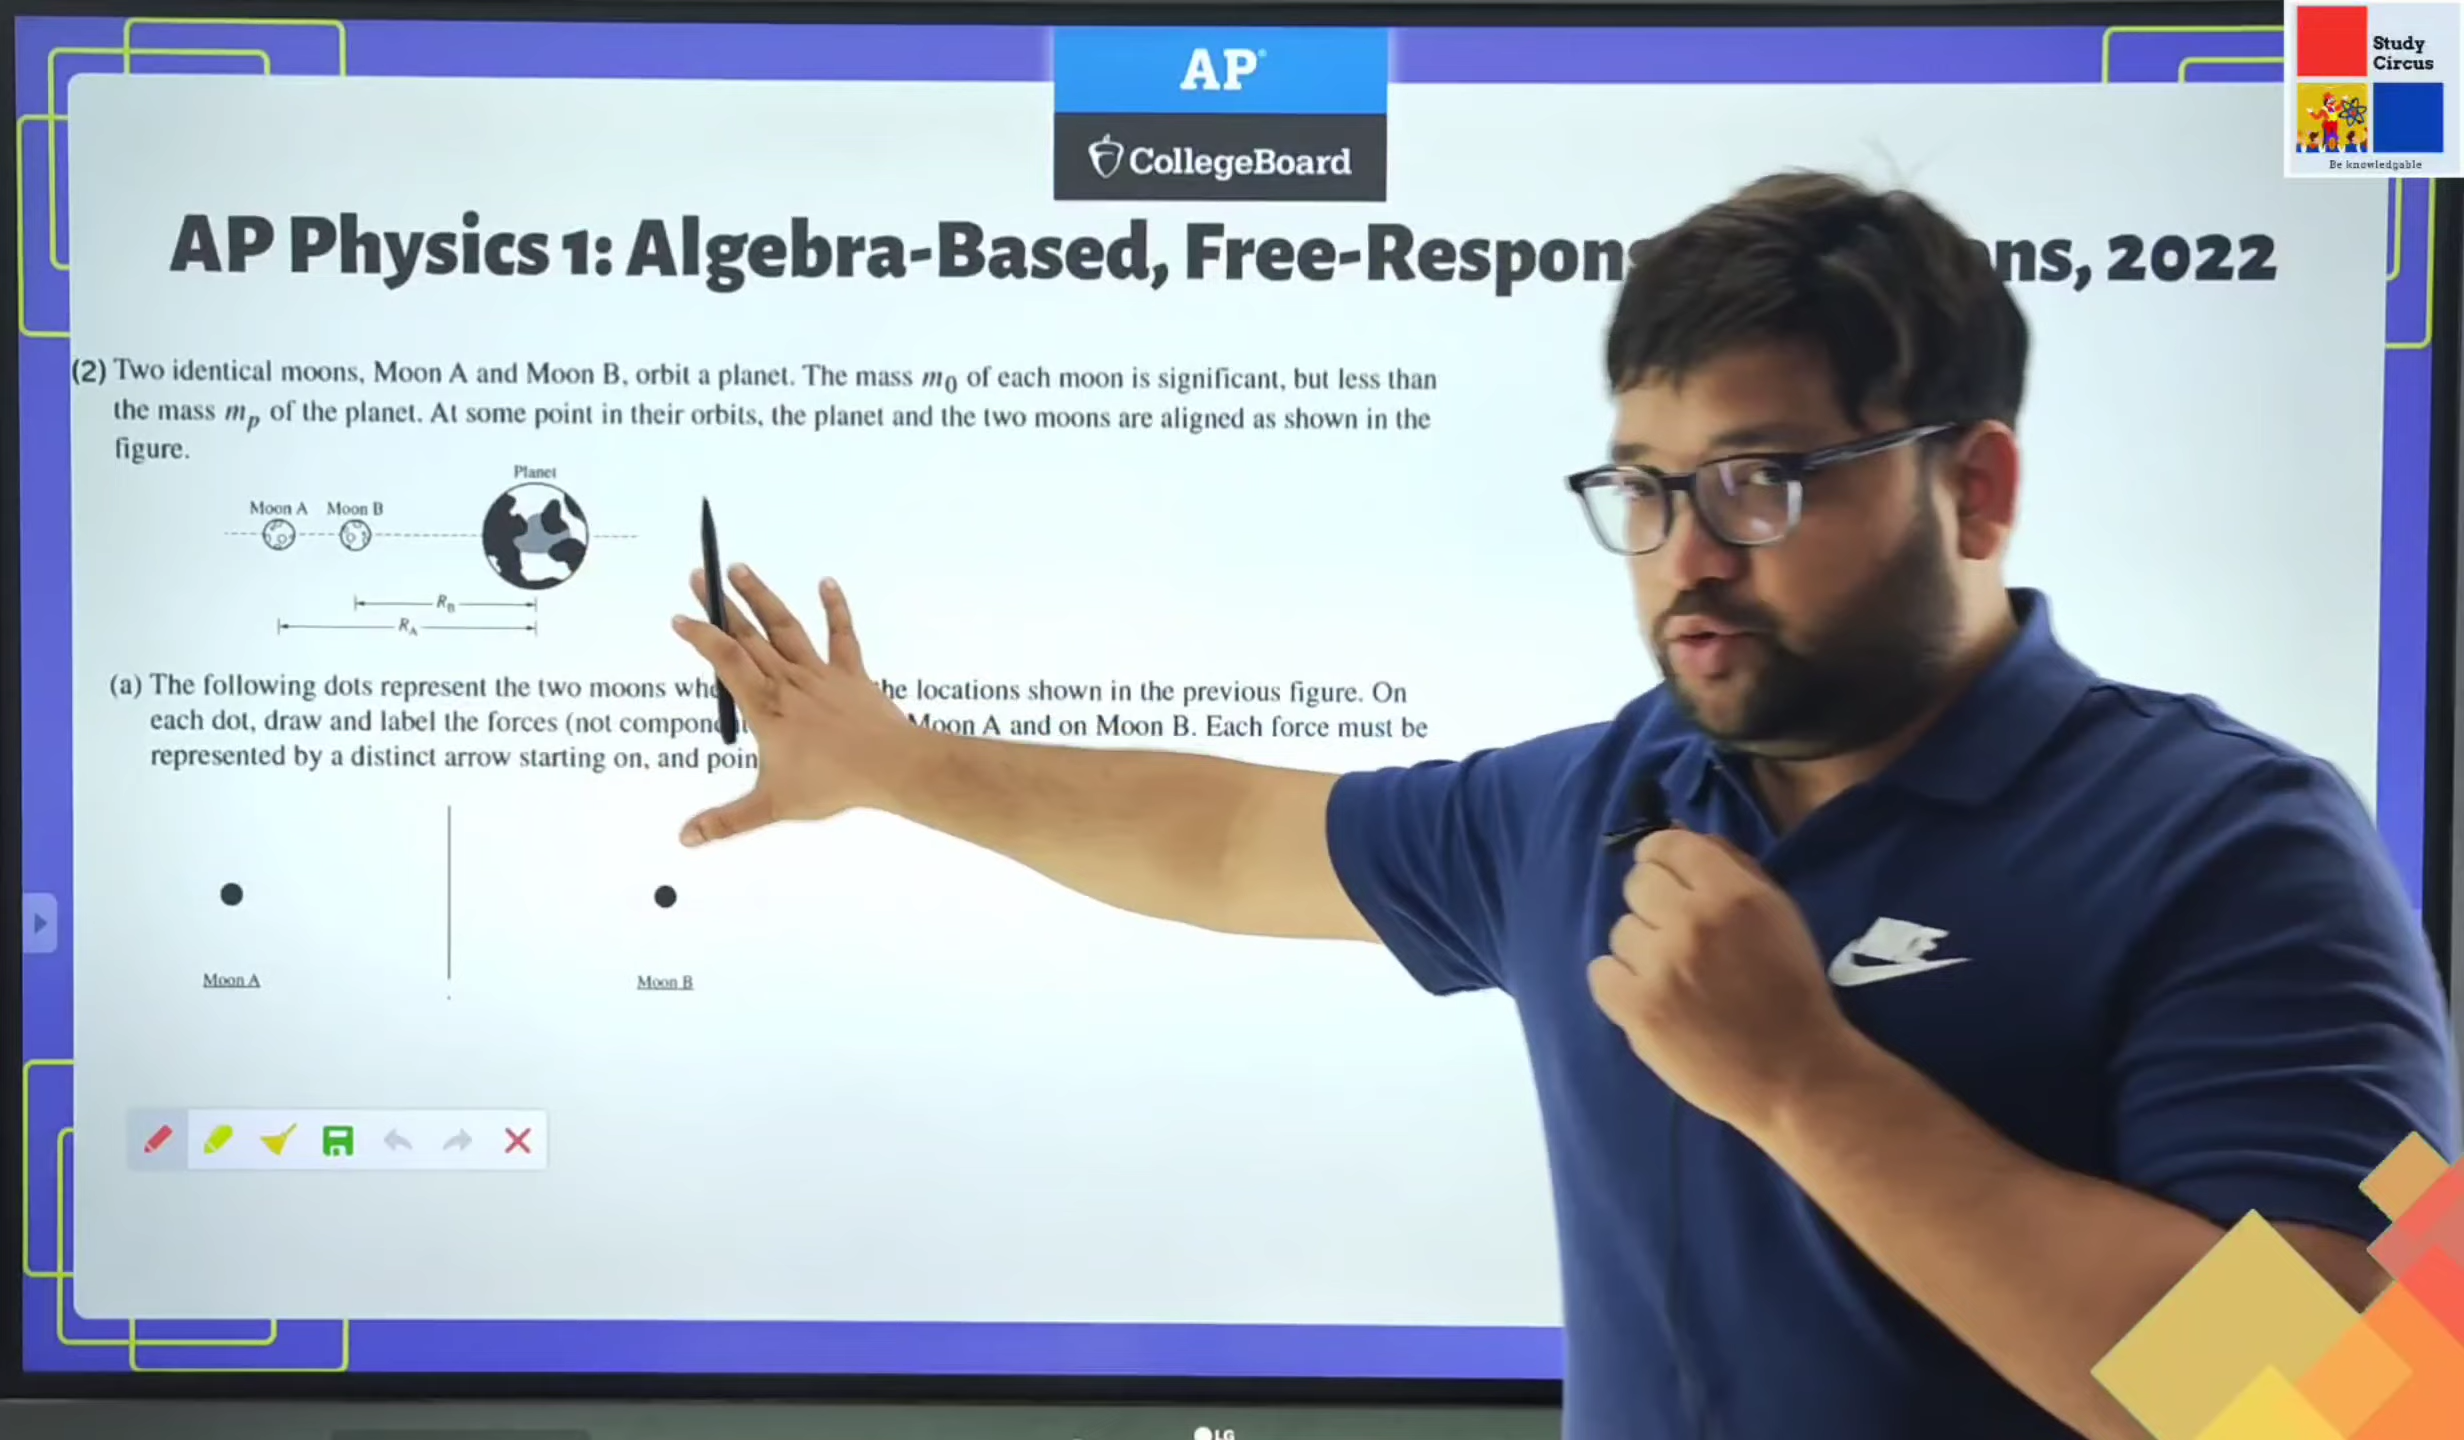 AP
Study
Circus
CollegeBoard
Be knowledgable
AP Physics 1: Algebra-Based, Free-Respon ns, 2022
(2) Two identical moons, Moon A and Moon B, orbit a planet. The mass m₀ of each moon is significant, but less than
the mass mₚ of the planet. At some point in their orbits, the planet and the two moons are aligned as shown in the
figure.
Planet
Moon A Moon B
R_B
R_A
(a) The following dots represent the two moons whe he locations shown in the previous figure. On
each dot, draw and label the forces (not compon Moon A and on Moon B. Each force must be
represented by a distinct arrow starting on, and poin
Moon A
Moon B
LG